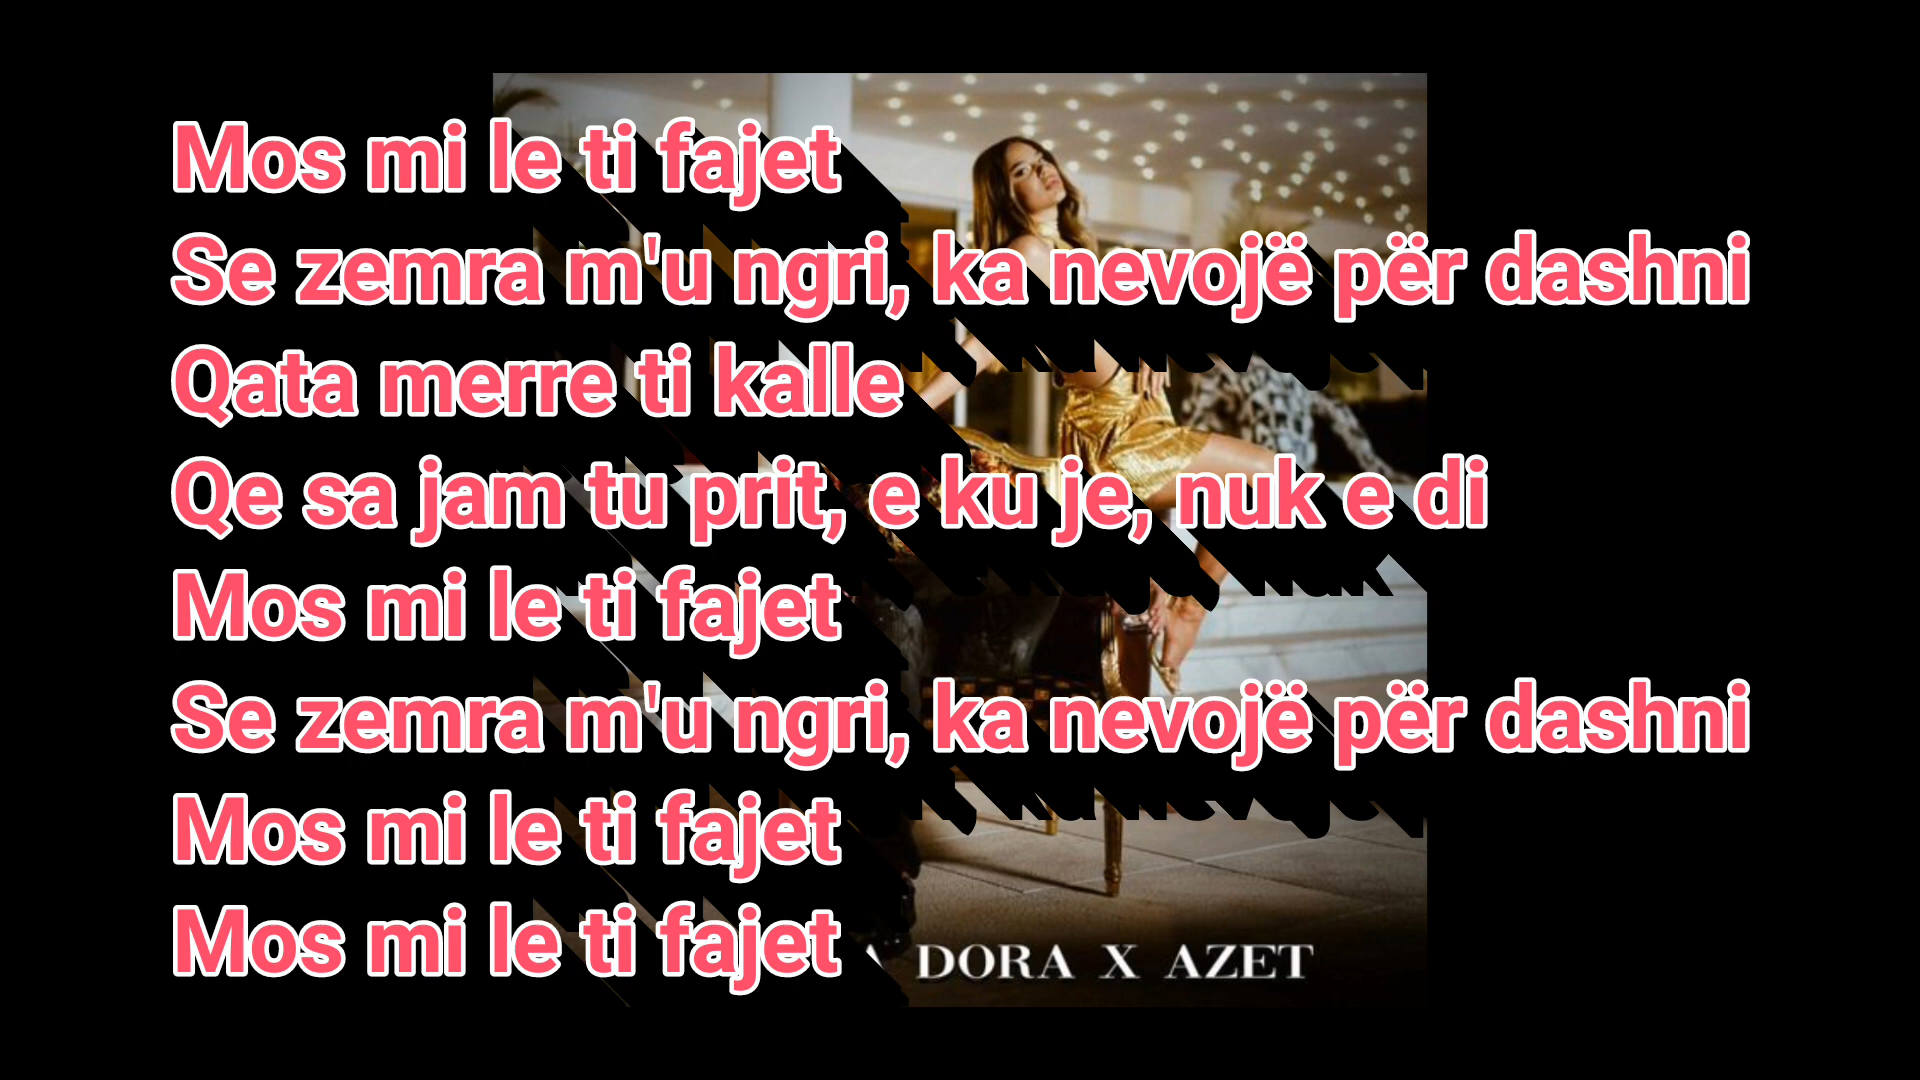 Mos mi le ti fajet
Se zemra m'u ngri, ka nevojë për dashni
Qata merre ti kalle
Qe sa jam tu prit, e ku je, nuk e di
Mos mi le ti fajet
Se zemra m'u ngri, ka nevojë për dashni
Mos mi le ti fajet
Mos mi le ti fajet
DORA X AZET